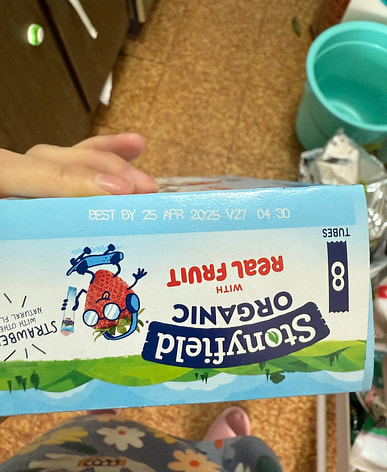 BEST BY 25 APR 2025 V27 04:30
Stonyfield
ORGANIC
WITH
ReaL FRUIT
8
TUBES
WITH OTHE
NATURAL FL